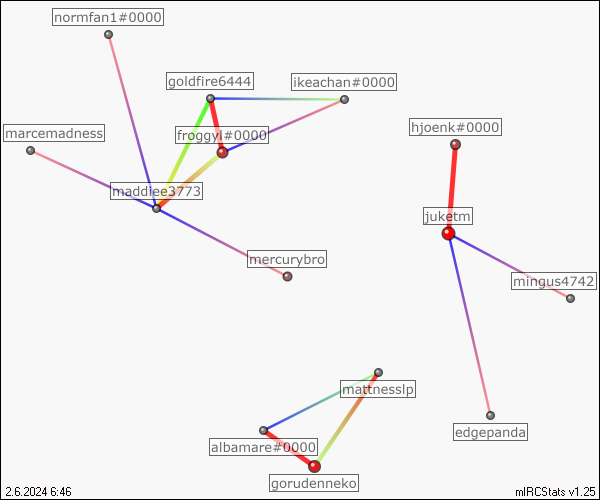 normfan1#0000
goldfire6444
ikeachan#0000
marcemadness
froggyi#0000
hjoenk#0000
maddiee3773
juketm
mercurybro
mingus4742
mattnesslp
albamare#0000
edgepanda
gorudenneko
2.6.2024 6:46
mIRCStats v1.25